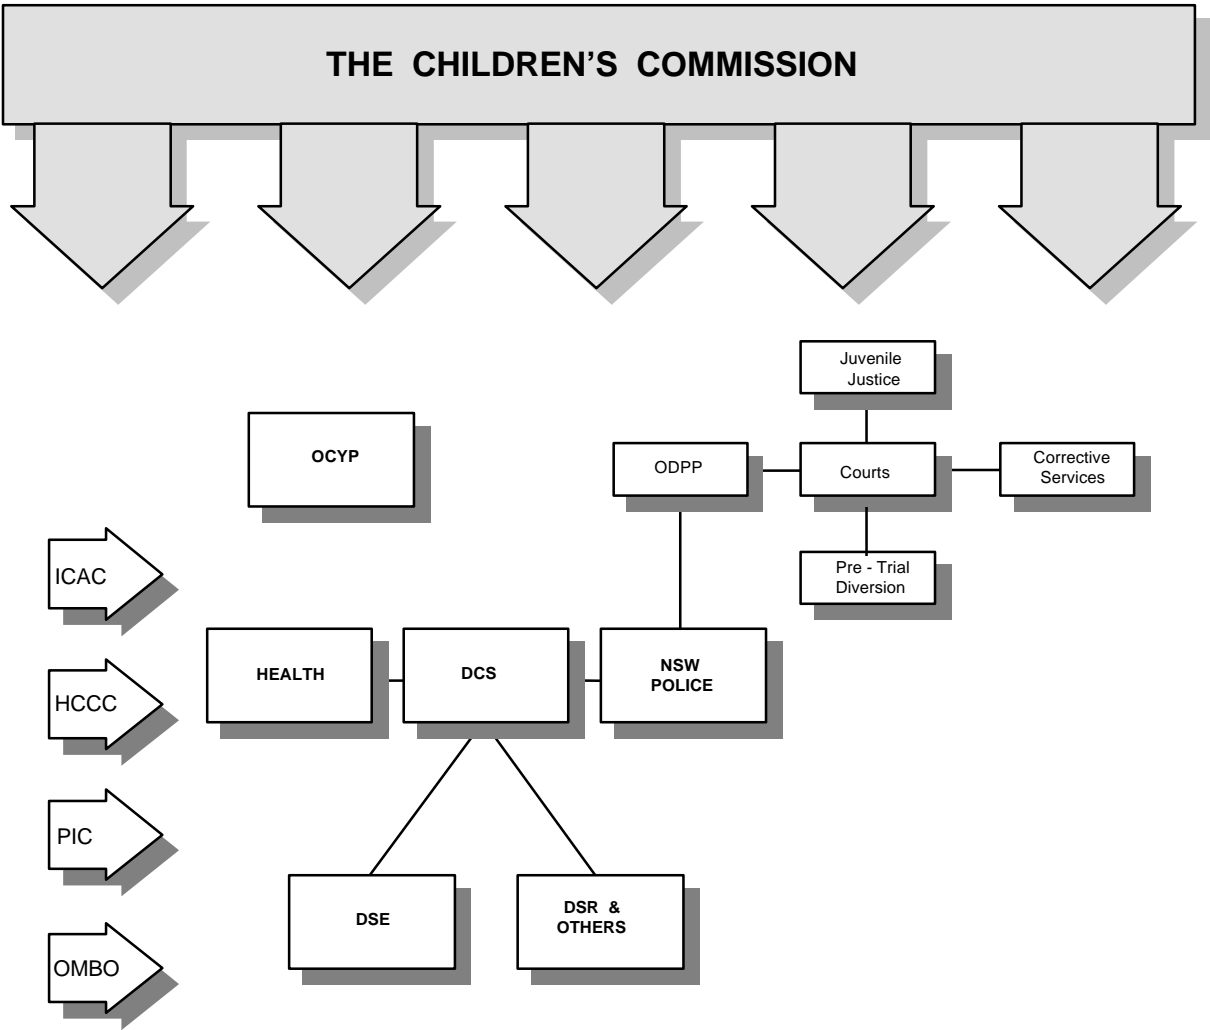 THE CHILDREN'S COMMISSION
Juvenile
Justice
OCYP
ODPP
Courts
Corrective
Services
ICAC
Pre - Trial
Diversion
HEALTH
DCS
NSW
POLICE
HCCC
PIC
DSE
DSR &
OTHERS
OMBO